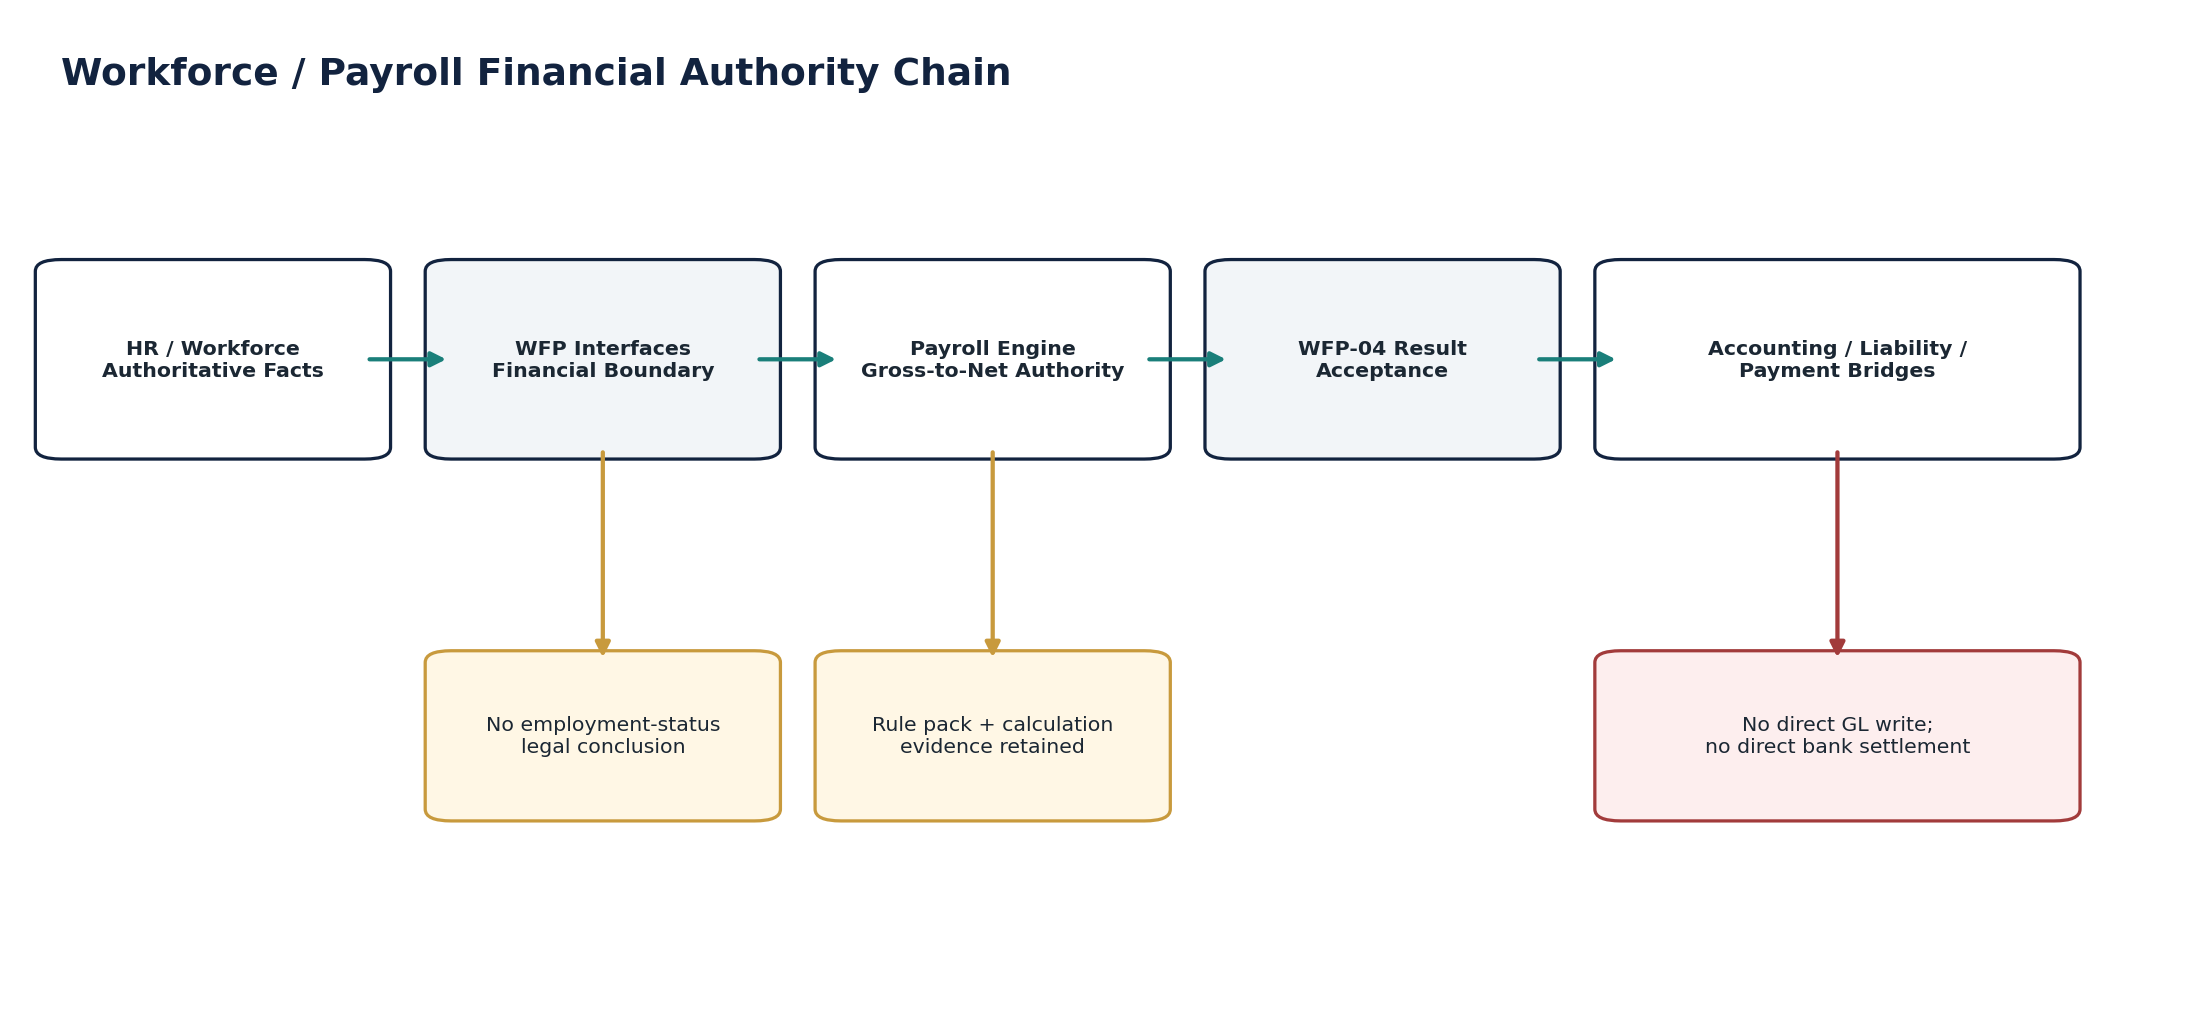 Workforce / Payroll Financial Authority Chain
HR / Workforce
Authoritative Facts
WFP Interfaces
Financial Boundary
Payroll Engine
Gross-to-Net Authority
WFP-04 Result
Acceptance
Accounting / Liability /
Payment Bridges
No employment-status
legal conclusion
Rule pack + calculation
evidence retained
No direct GL write;
no direct bank settlement